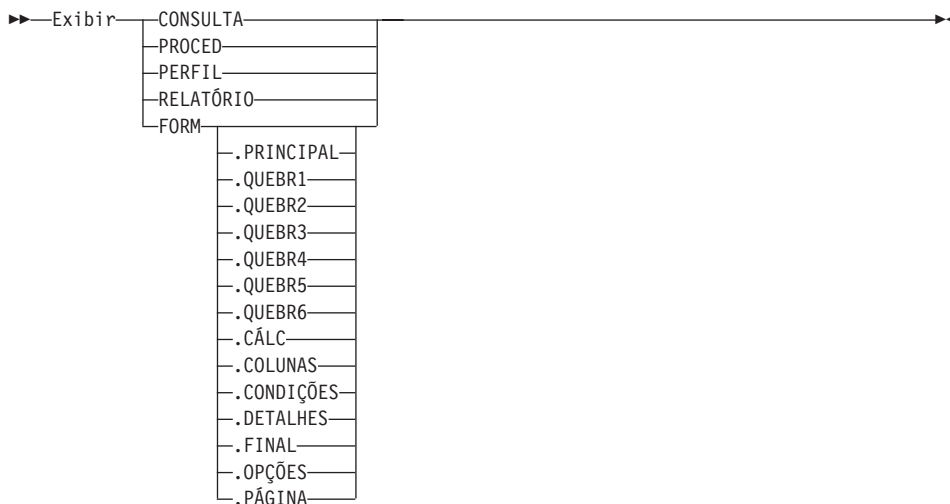 Exibir CONSULTA
PROCED
PERFIL
RELATÓRIO
FORM
.PRINCIPAL
.QUEBR1
.QUEBR2
.QUEBR3
.QUEBR4
.QUEBR5
.QUEBR6
.CÁLC
.COLUNAS
.CONDIÇÕES
.DETALHES
.FINAL
.OPÇÕES
.PÁGINA